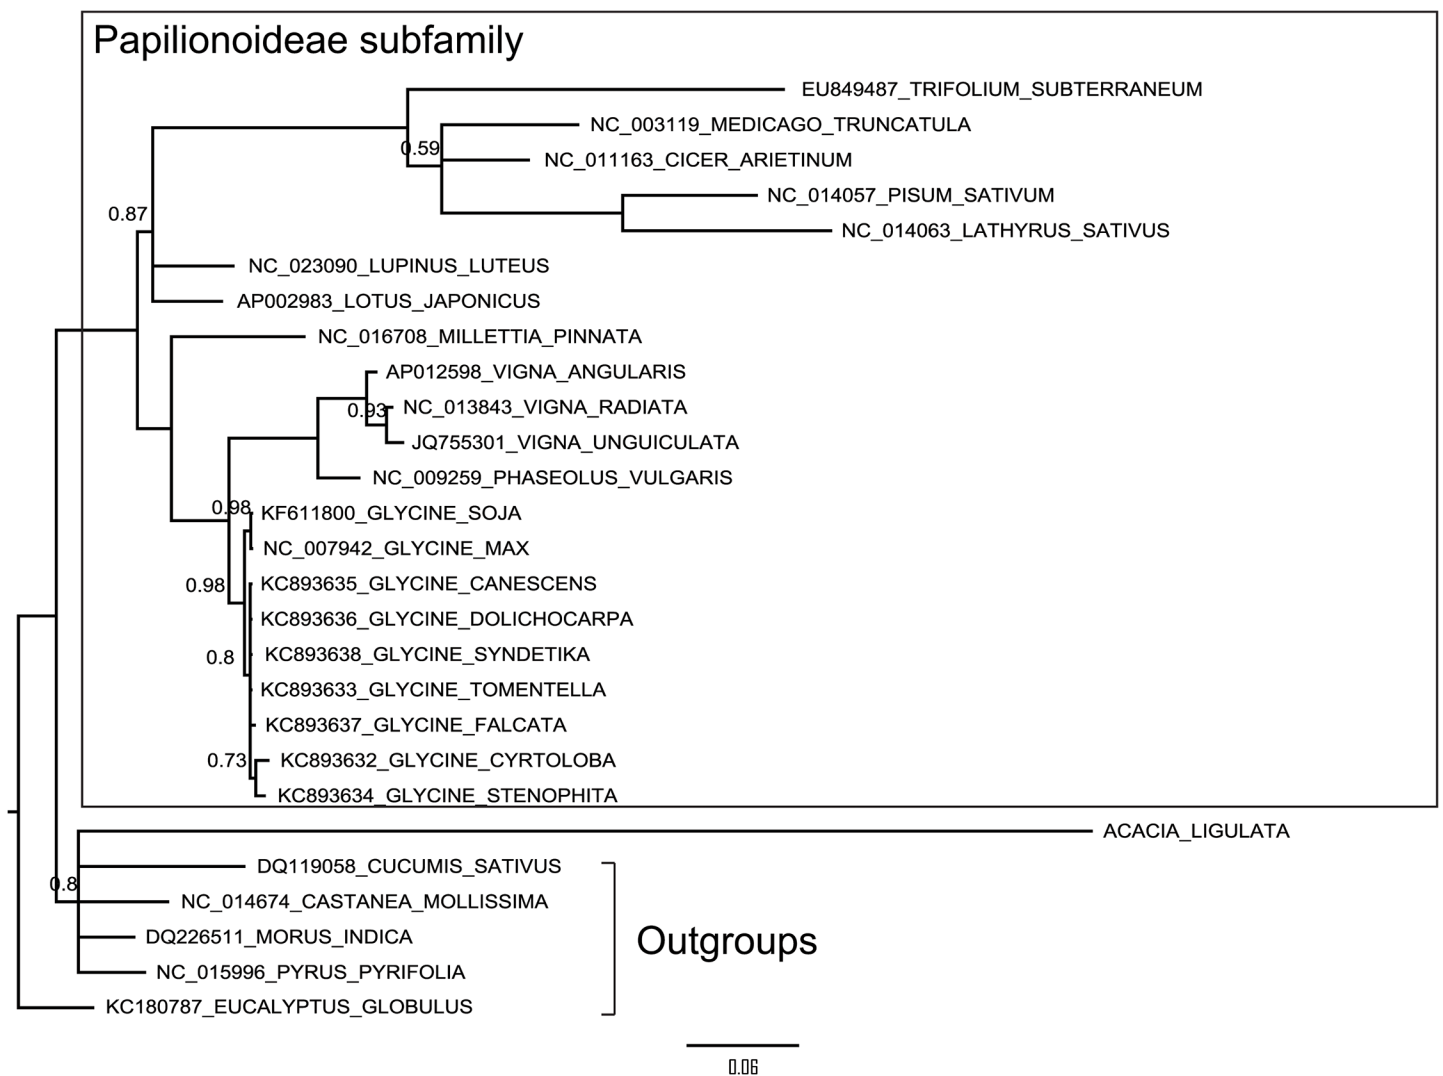 Papilionoideae subfamily
EU849487_TRIFOLIUM_SUBTERRANEUM
NC_003119_MEDICAGO_TRUNCATULA
0.59
NC_011163_CICER_ARIETINUM
NC_014057_PISUM_SATIVUM
0.87
NC_014063_LATHYRUS_SATIVUS
NC_023090_LUPINUS_LUTEUS
AP002983_LOTUS_JAPONICUS
NC_016708_MILLETTIA_PINNATA
AP012598_VIGNA_ANGULARIS
0.93
NC_013843_VIGNA_RADIATA
JQ755301_VIGNA_UNGUICULATA
NC_009259_PHASEOLUS_VULGARIS
0.98
KF611800_GLYCINE_SOJA
NC_007942_GLYCINE_MAX
0.98
KC893635_GLYCINE_CANESCENS
KC893636_GLYCINE_DOLICHOCARPA
0.8
KC893638_GLYCINE_SYNDETIKA
KC893633_GLYCINE_TOMENTELLA
KC893637_GLYCINE_FALCATA
0.73
KC893632_GLYCINE_CYRTOLOBA
KC893634_GLYCINE_STENOPHITA
ACACIA_LIGULATA
DQ119058_CUCUMIS_SATIVUS
0.8
NC_014674_CASTANEA_MOLLISSIMA
DQ226511_MORUS_INDICA
Outgroups
NC_015996_PYRUS_PYRIFOLIA
KC180787_EUCALYPTUS_GLOBULUS
0.06